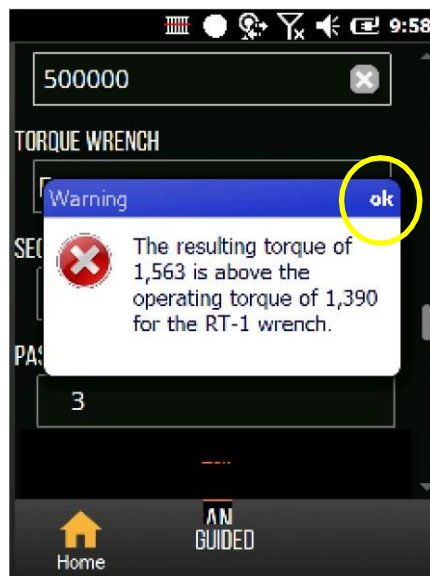 9:58
500000
TORQUE WRENCH
Warning
ok
The resulting torque of
1,563 is above the
operating torque of 1,390
for the RT-1 wrench.
3
AN
GUIDED
Home